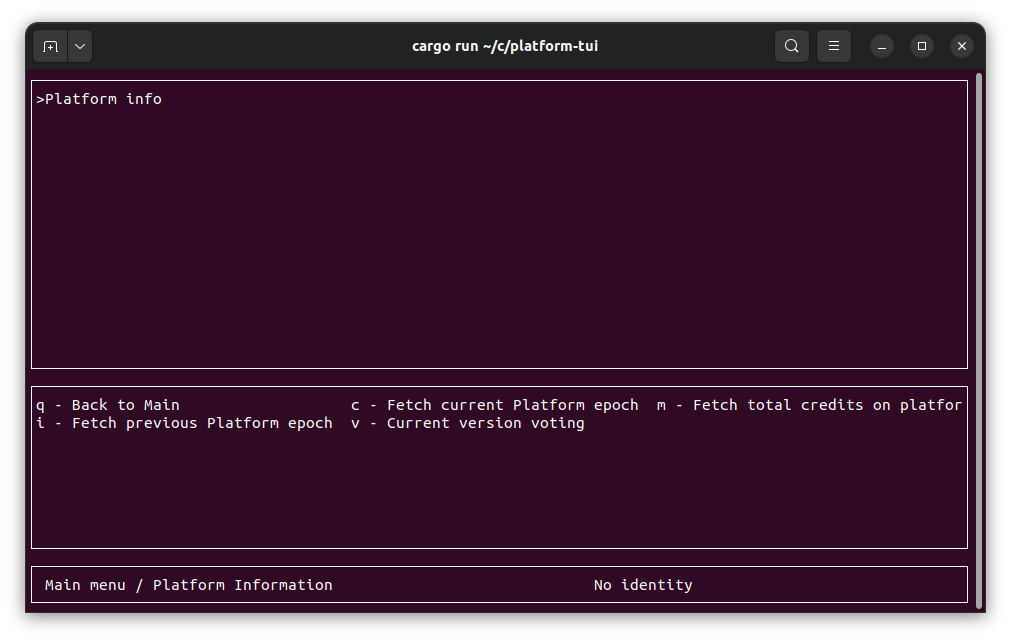 cargo run ~/c/platform-tui
>Platform info
q - Back to Main c - Fetch current Platform epoch m - Fetch total credits on platfor
i - Fetch previous Platform epoch v - Current version voting
Main menu / Platform Information No identity